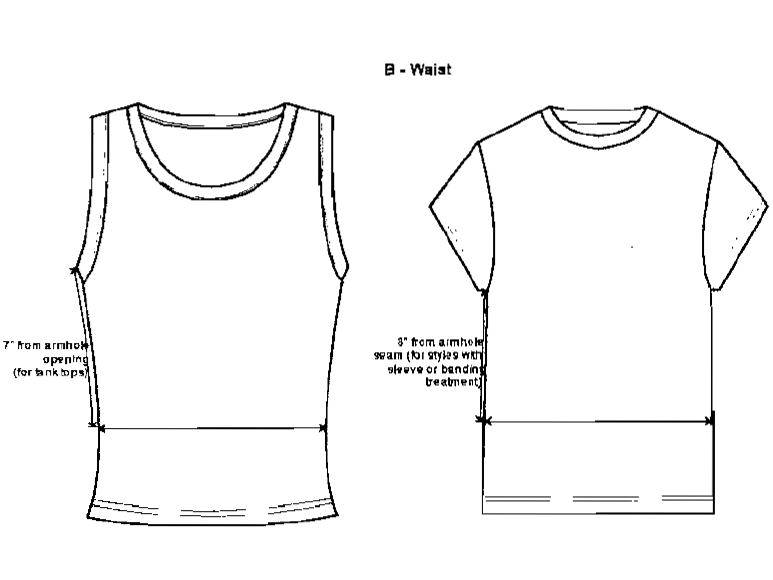 B - Waist
7" from armhole
opening
(for tank tops)
8" from armhole
seam (for styles with
sleeve or banding
treatment)